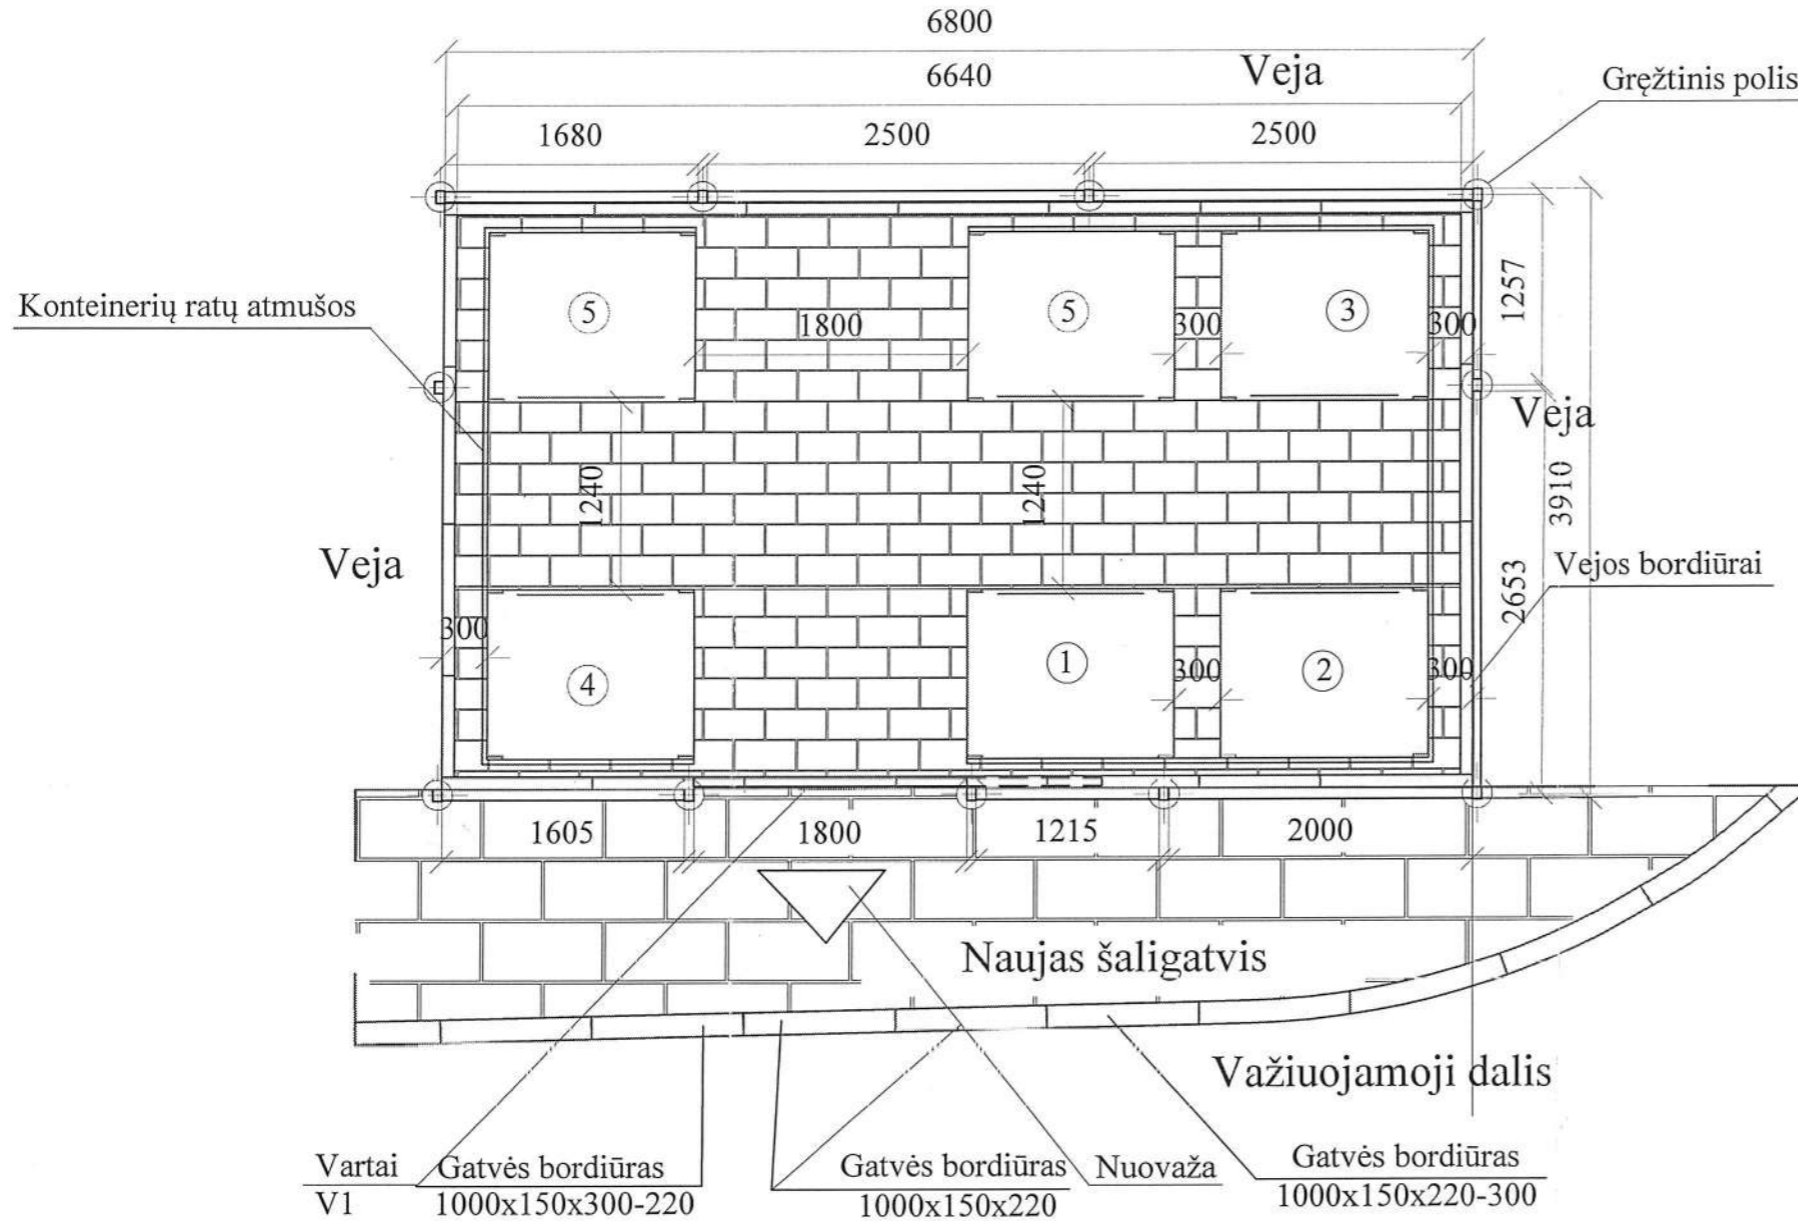 6800
6640
Veja
Gręžtinis polis
1680
2500
2500
Konteinerių ratų atmušos
5
5
3
1800
300
300
1257
Veja
1240
1240
3910
Veja
2653
Vejos bordiūrai
300
4
1
300
2
300
1605
1800
1215
2000
Naujas šaligatvis
Važiuojamoji dalis
Vartai
V1
Gatvės bordiūras
1000x150x300-220
Gatvės bordiūras
1000x150x220
Nuovaža
Gatvės bordiūras
1000x150x220-300